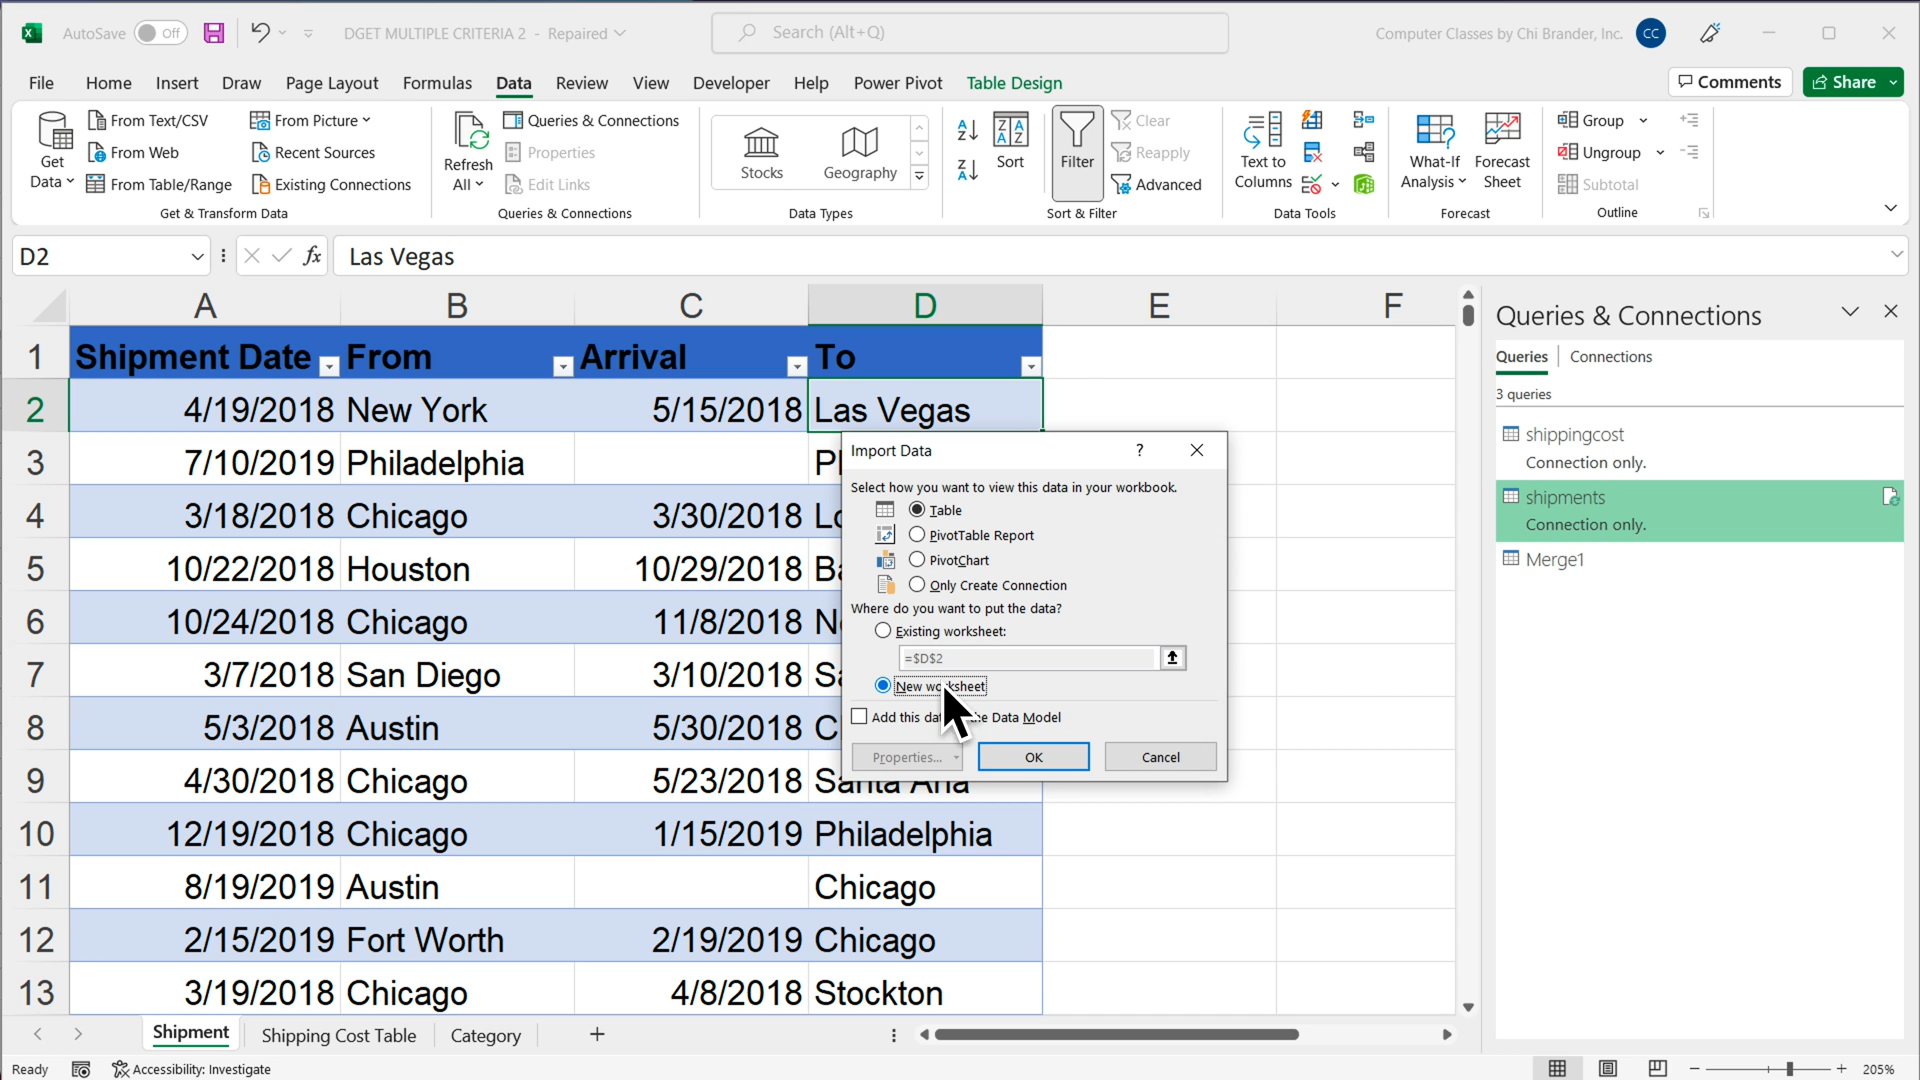 AutoSave Off DGET MULTIPLE CRITERIA 2 - Repaired Search (Alt+Q) Computer Classes by Chi Brander, Inc. CC
File Home Insert Draw Page Layout Formulas Data Review View Developer Help Power Pivot Table Design Comments Share
Get Data
From Text/CSV
From Web
From Table/Range
From Picture
Recent Sources
Existing Connections
Get & Transform Data
Refresh All
Queries & Connections
Properties
Edit Links
Queries & Connections
Stocks
Geography
Data Types
Sort
Filter
Clear
Reapply
Advanced
Sort & Filter
Text to Columns
Data Tools
What-If Analysis
Forecast Sheet
Forecast
Group
Ungroup
Subtotal
Outline
D2 fx Las Vegas
A B C D E F
1 Shipment Date From Arrival To
2 4/19/2018 New York 5/15/2018 Las Vegas
3 7/10/2019 Philadelphia
4 3/18/2018 Chicago 3/30/2018
5 10/22/2018 Houston 10/29/2018
6 10/24/2018 Chicago 11/8/2018
7 3/7/2018 San Diego 3/10/2018
8 5/3/2018 Austin 5/30/2018
9 4/30/2018 Chicago 5/23/2018 Santa Ana
10 12/19/2018 Chicago 1/15/2019 Philadelphia
11 8/19/2019 Austin Chicago
12 2/15/2019 Fort Worth 2/19/2019 Chicago
13 3/19/2018 Chicago 4/8/2018 Stockton
Import Data ?
Select how you want to view this data in your workbook.
Table
PivotTable Report
PivotChart
Only Create Connection
Where do you want to put the data?
Existing worksheet:
=$D$2
New worksheet
Add this data the Data Model
Properties... OK Cancel
Queries & Connections
Queries Connections
3 queries
shippingcost
Connection only.
shipments
Connection only.
Merge1
Shipment Shipping Cost Table Category
Ready Accessibility: Investigate 205%